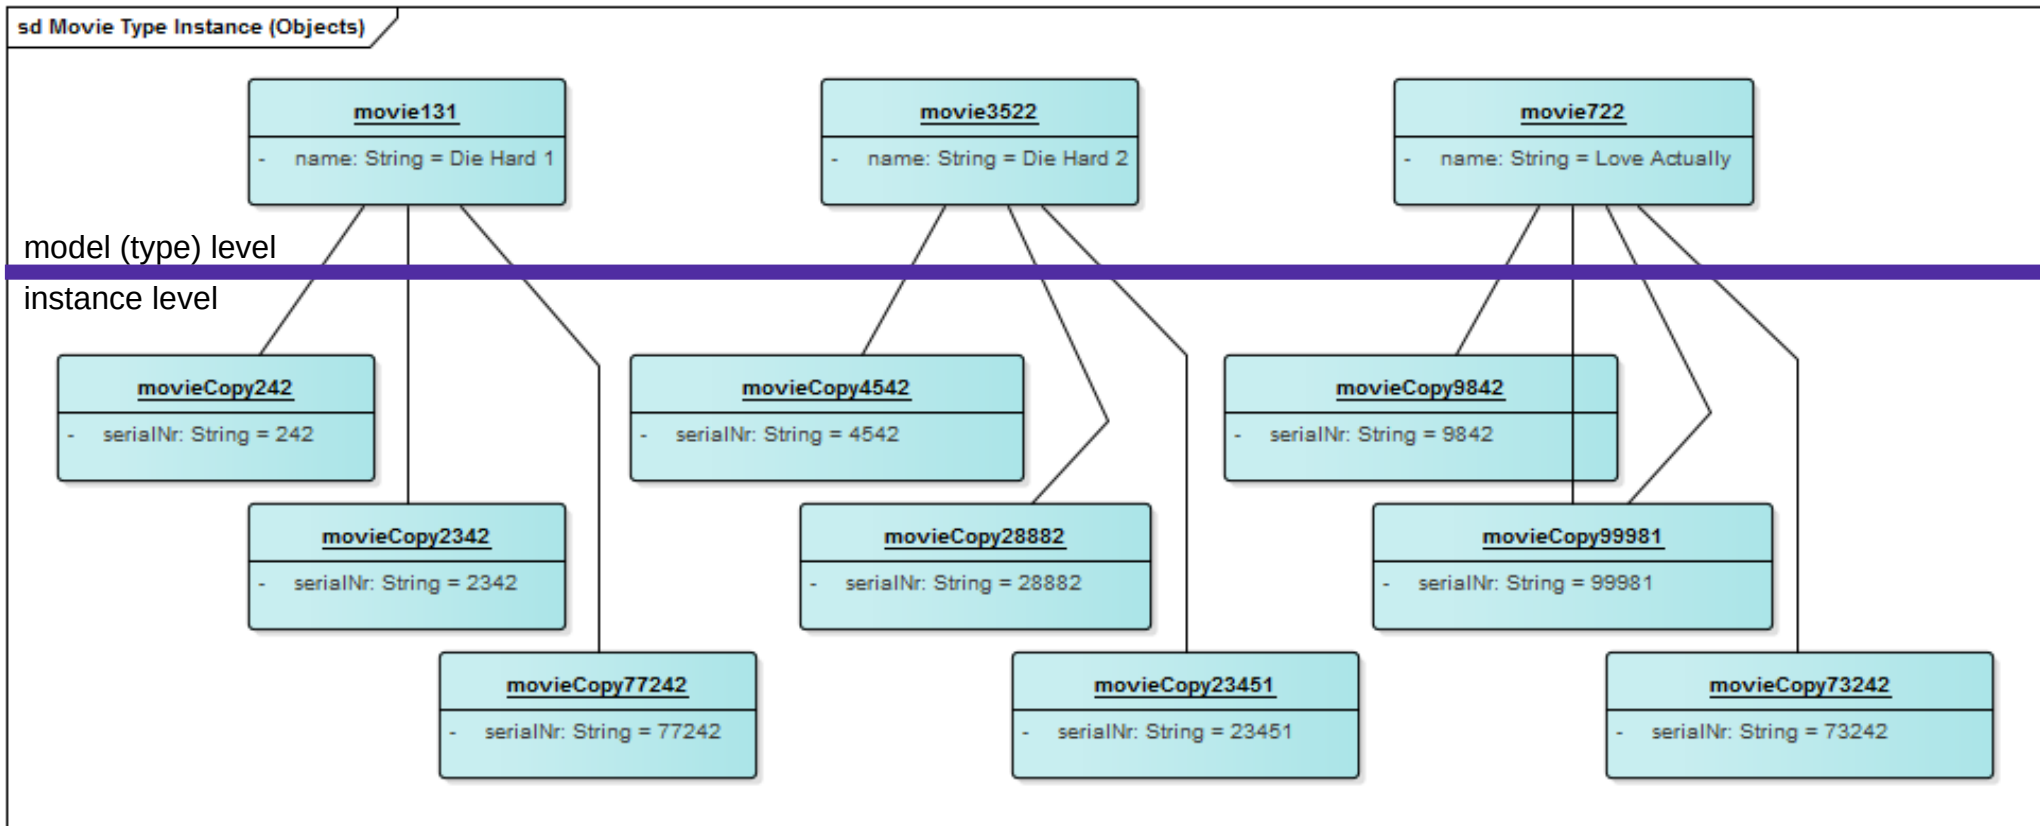 sd Movie Type Instance (Objects)
movie131
- name: String = Die Hard 1
movie3522
- name: String = Die Hard 2
movie722
- name: String = Love Actually
model (type) level
instance level
movieCopy242
- serialNr: String = 242
movieCopy4542
- serialNr: String = 4542
movieCopy9842
- serialNr: String = 9842
movieCopy2342
- serialNr: String = 2342
movieCopy28882
- serialNr: String = 28882
movieCopy99981
- serialNr: String = 99981
movieCopy77242
- serialNr: String = 77242
movieCopy23451
- serialNr: String = 23451
movieCopy73242
- serialNr: String = 73242